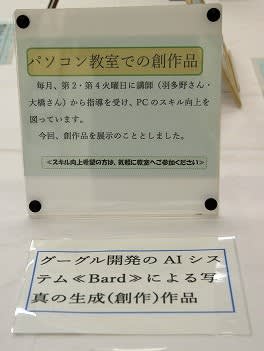 パソコン教室での創作品
毎月、第2・第4火曜日に講師（羽多野さん・
大橋さん）から指導を受け、PCのスキル向上を
図っています。
今回、創作品を展示のこととしました。
≪スキル向上希望の方は、気軽に教室へご参加ください≫
グーグル開発のAIシス
テム≪Bard≫による写
真の生成(創作)作品